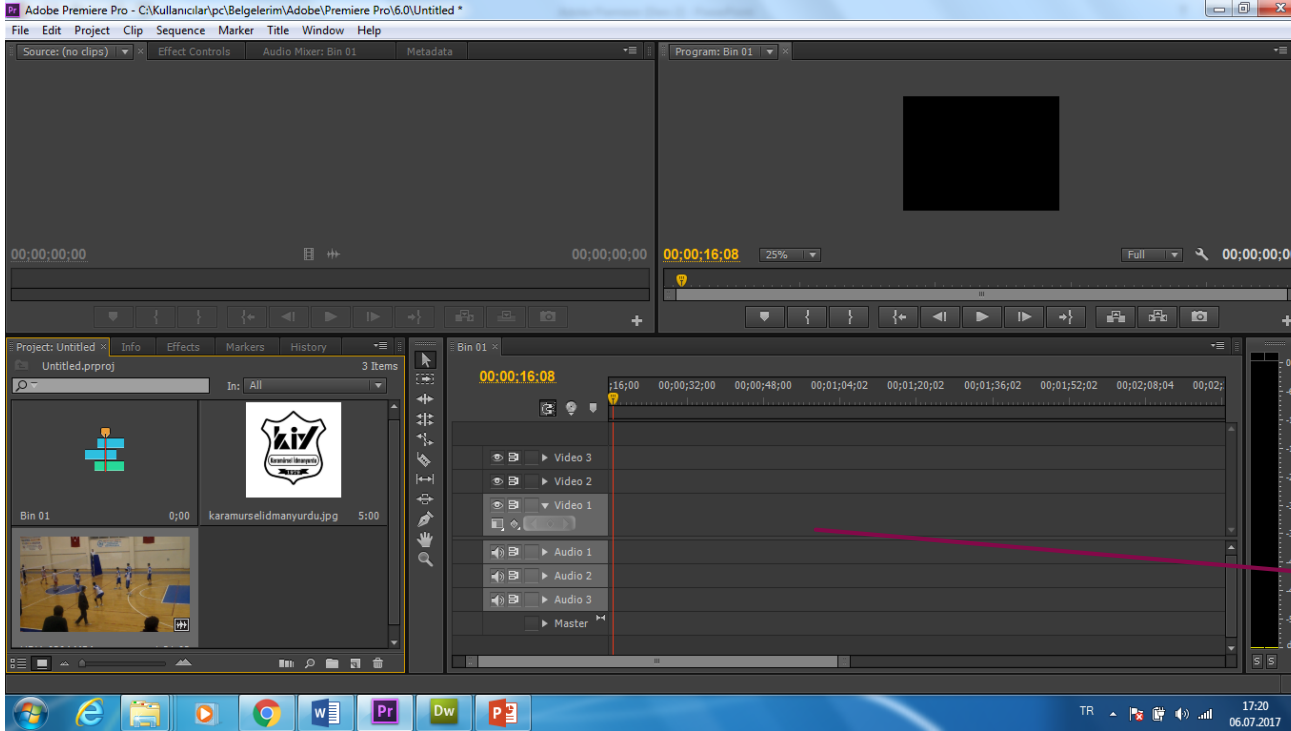 Adobe Premiere Pro - C:\Kullanıcılar\pc\Belgelerim\Adobe\Premiere Pro\6.0\Untitled *
File Edit Project Clip Sequence Marker Title Window Help
Source: (no clips) Effect Controls Audio Mixer: Bin 01 Metadata
Program: Bin 01
00;00;00;00 00;00;00;00
00;00;16;08 25% Full 00;00;00;0
Project: Untitled Info Effects Markers History
Untitled.prproj 3 Items
In: All
Bin 01 0;00
karamurselidmanyurdu.jpg 5:00
kiy
Karamürsel İdmanyurdu
Bin 01
00;00;16;08
;16;00 00;00;32;00 00;00;48;00 00;01;04;02 00;01;20;02 00;01;36;02 00;01;52;02 00;02;08;04 00;02;
Video 3
Video 2
Video 1
Audio 1
Audio 2
Audio 3
Master
S S
Pr Dw
TR 17:20
06.07.2017